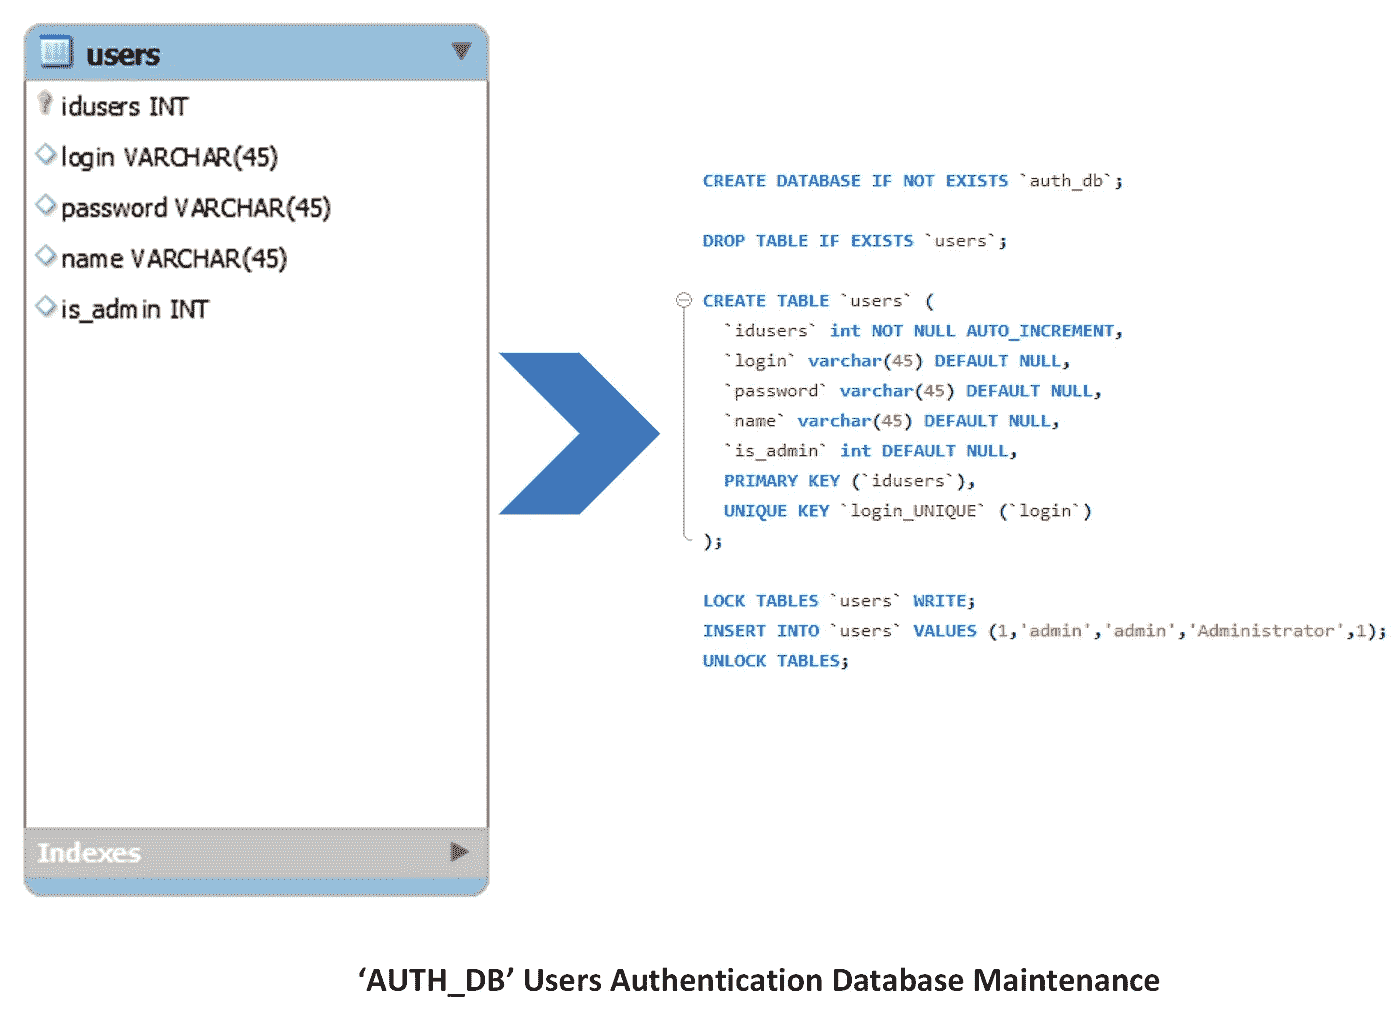 users
idusers INT
login VARCHAR(45)
password VARCHAR(45)
name VARCHAR(45)
is_admin INT
Indexes
CREATE DATABASE IF NOT EXISTS `auth_db`;
DROP TABLE IF EXISTS `users`;
CREATE TABLE `users` (
`idusers` int NOT NULL AUTO_INCREMENT,
`login` varchar(45) DEFAULT NULL,
`password` varchar(45) DEFAULT NULL,
`name` varchar(45) DEFAULT NULL,
`is_admin` int DEFAULT NULL,
PRIMARY KEY (`idusers`),
UNIQUE KEY `login_UNIQUE` (`login`)
);
LOCK TABLES `users` WRITE;
INSERT INTO `users` VALUES (1,'admin','admin','Administrator',1);
UNLOCK TABLES;
‘AUTH_DB’ Users Authentication Database Maintenance